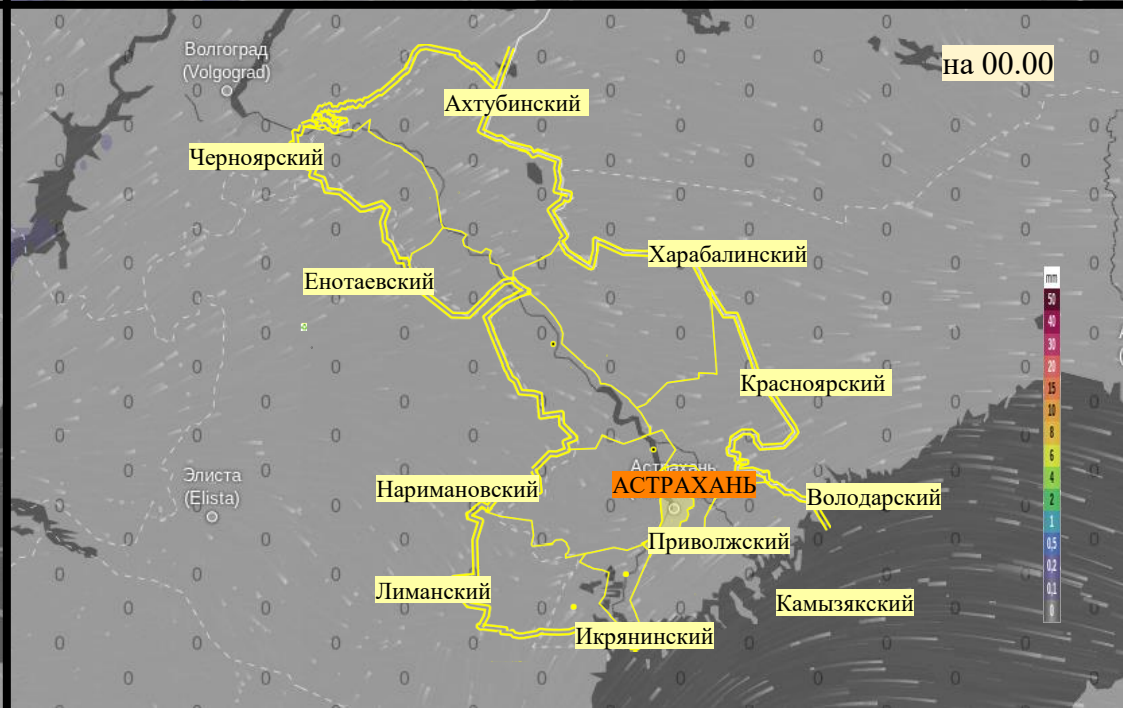 Волгоград
(Volgograd)
на 00.00
Ахтубинский
Черноярский
Харабалинский
Енотаевский
mm
50
40
30
20
15
10
8
6
4
2
1
0,5
0,2
0,1
0
Красноярский
Астрахань
Элиста
(Elista)
АСТРАХАНЬ
Наримановский
Володарский
Приволжский
Лиманский
Камызякский
Икрянинский